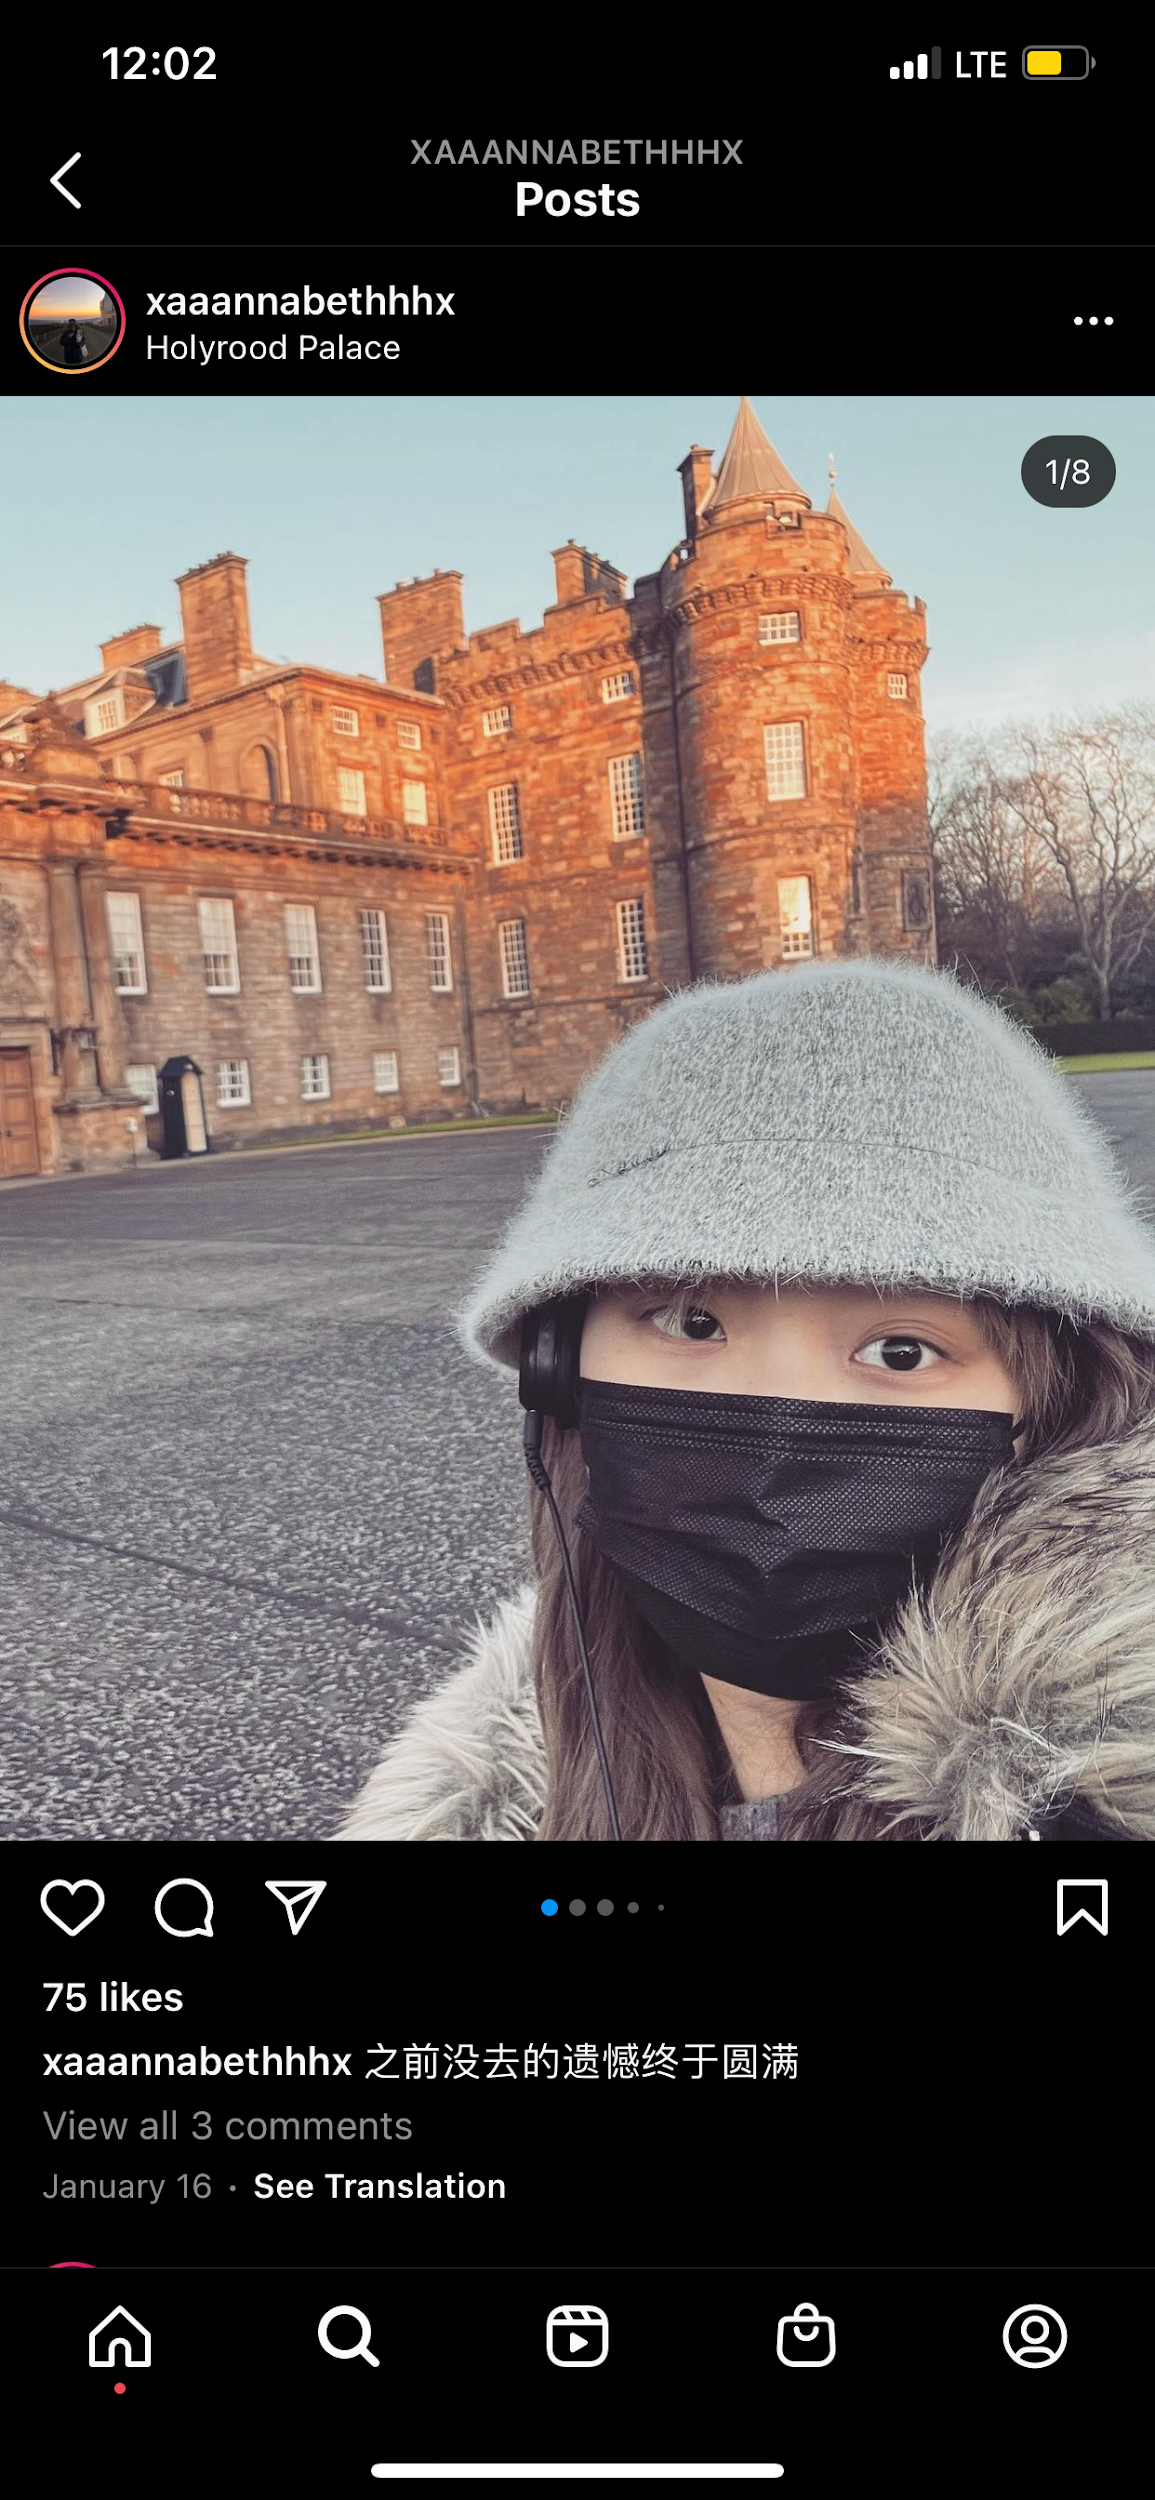 12:02
LTE
XAAANNABETHHHX
Posts
xaaannabethhhx
Holyrood Palace
1/8
75 likes
xaaannabethhhx 之前没去的遗憾终于圆满
View all 3 comments
January 16 · See Translation